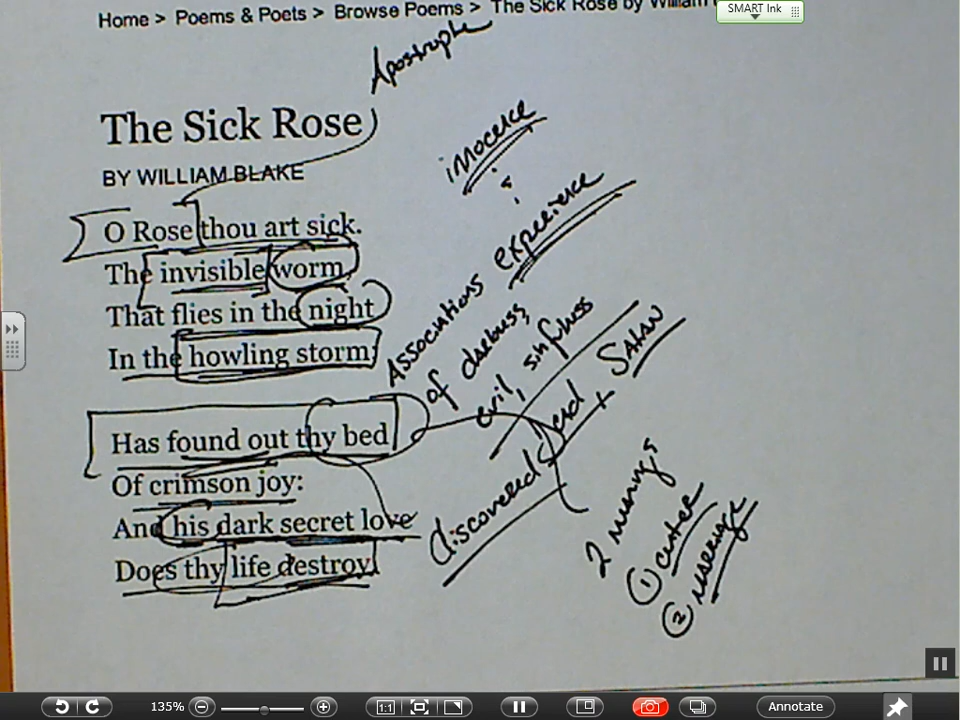 Home > Poems & Poets > Browse Poems > The Sick Rose by William
SMART Ink
Apostrophe
The Sick Rose
BY WILLIAM BLAKE
innocence
&
experience
O Rose thou art sick.
The invisible worm,
That flies in the night
In the howling storm:
Associations
of darkness,
evil, sinfulness
Satan
Has found out thy bed
Of crimson joy:
And his dark secret love
Does thy life destroy.
discovered
2
①
② marriage
135%
1:1
Annotate